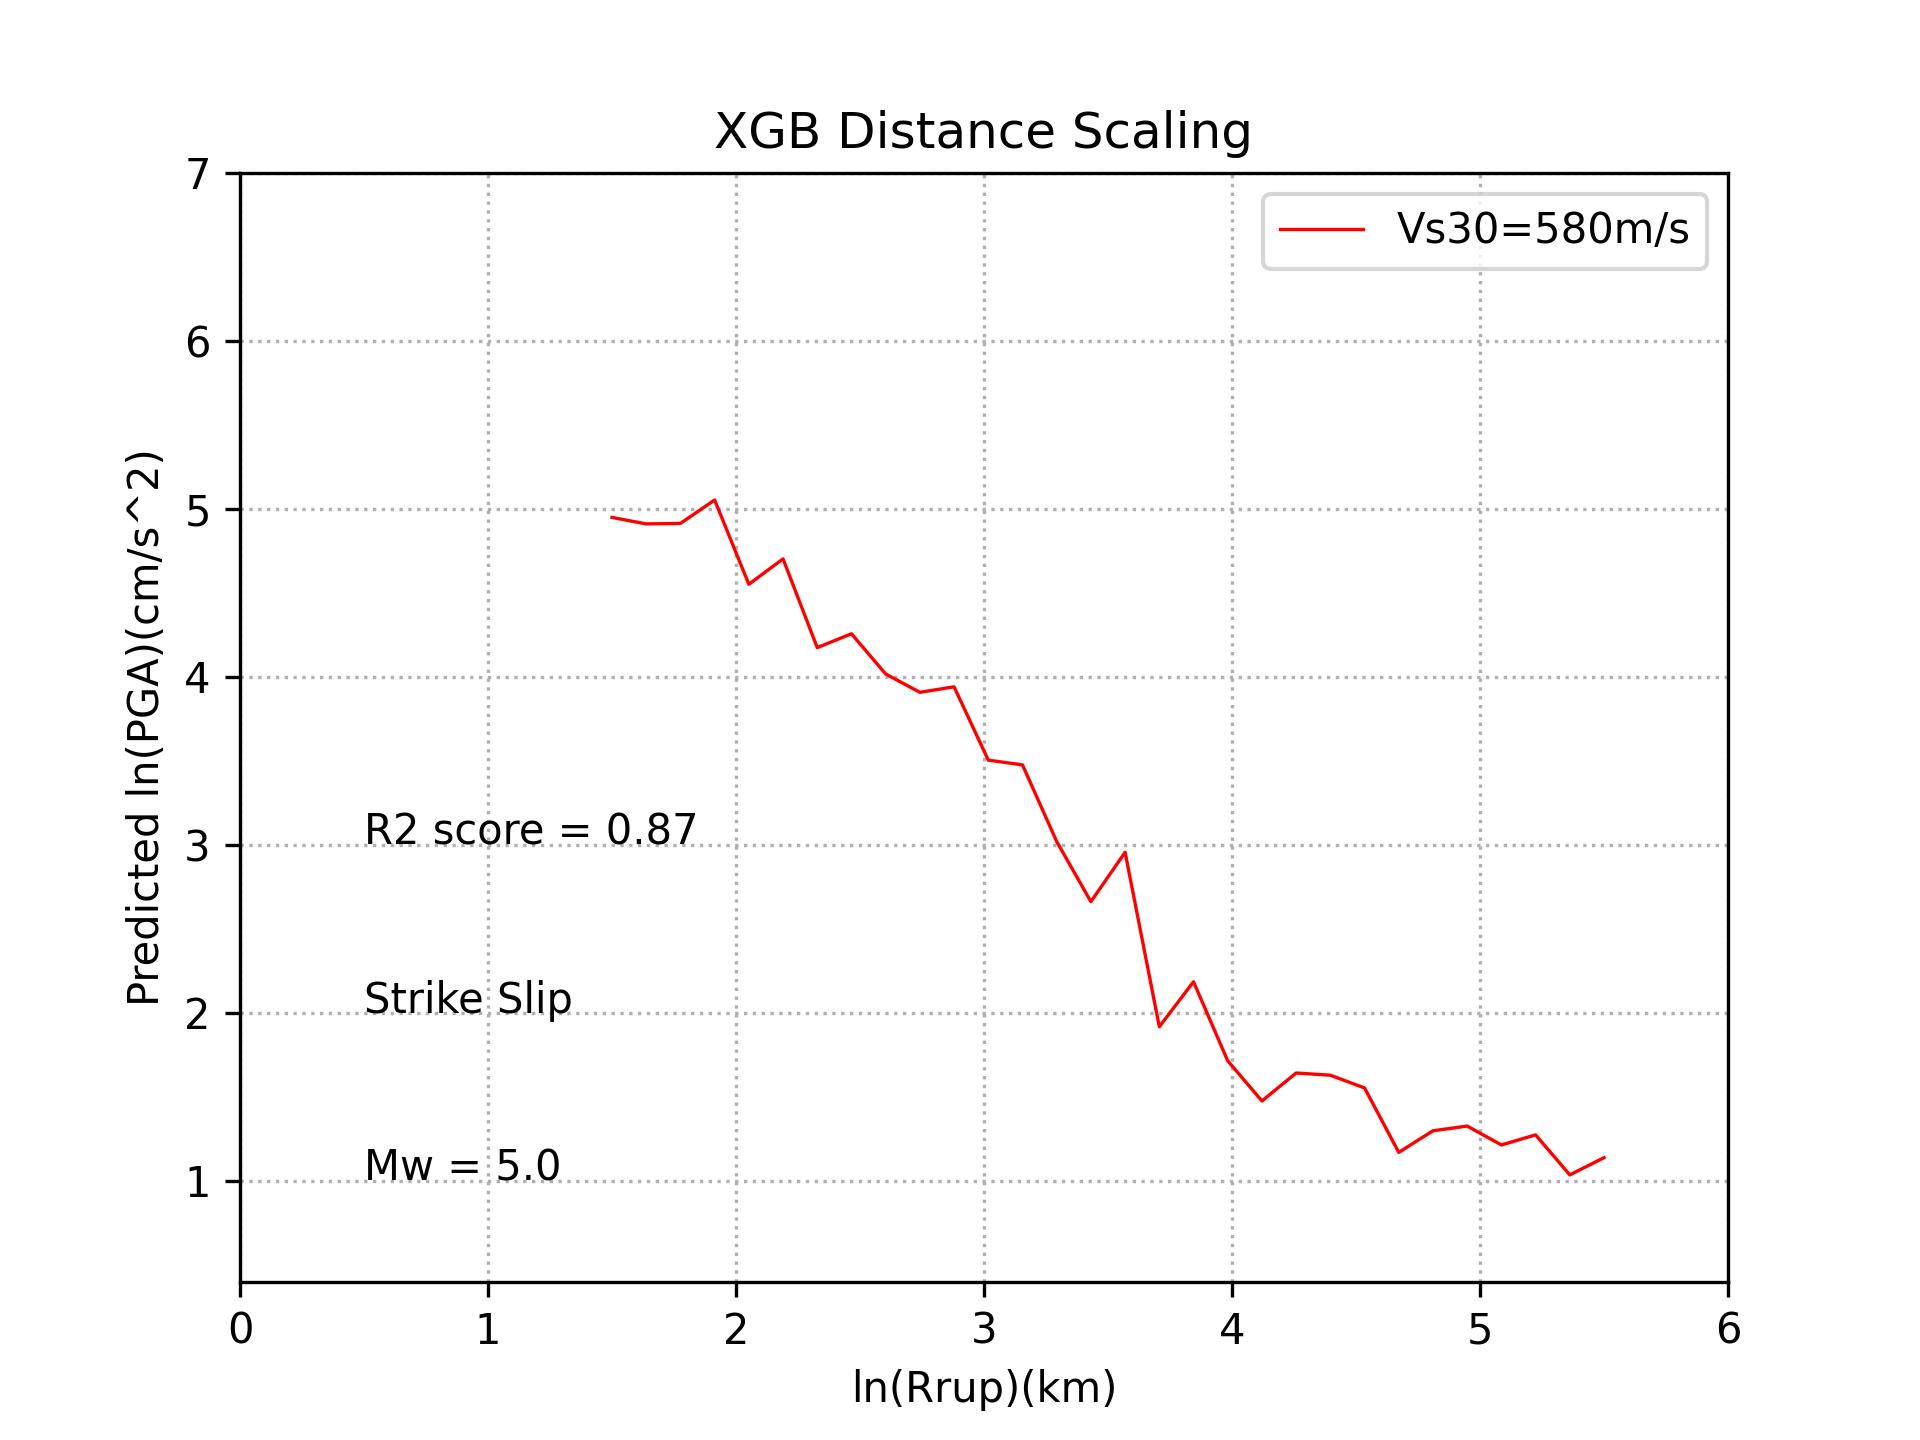 XGB Distance Scaling
Vs30=580m/s
Predicted ln(PGA)(cm/s^2)
7
6
5
4
3
2
1
R2 score = 0.87
Strike Slip
Mw = 5.0
0 1 2 3 4 5 6
ln(Rrup)(km)